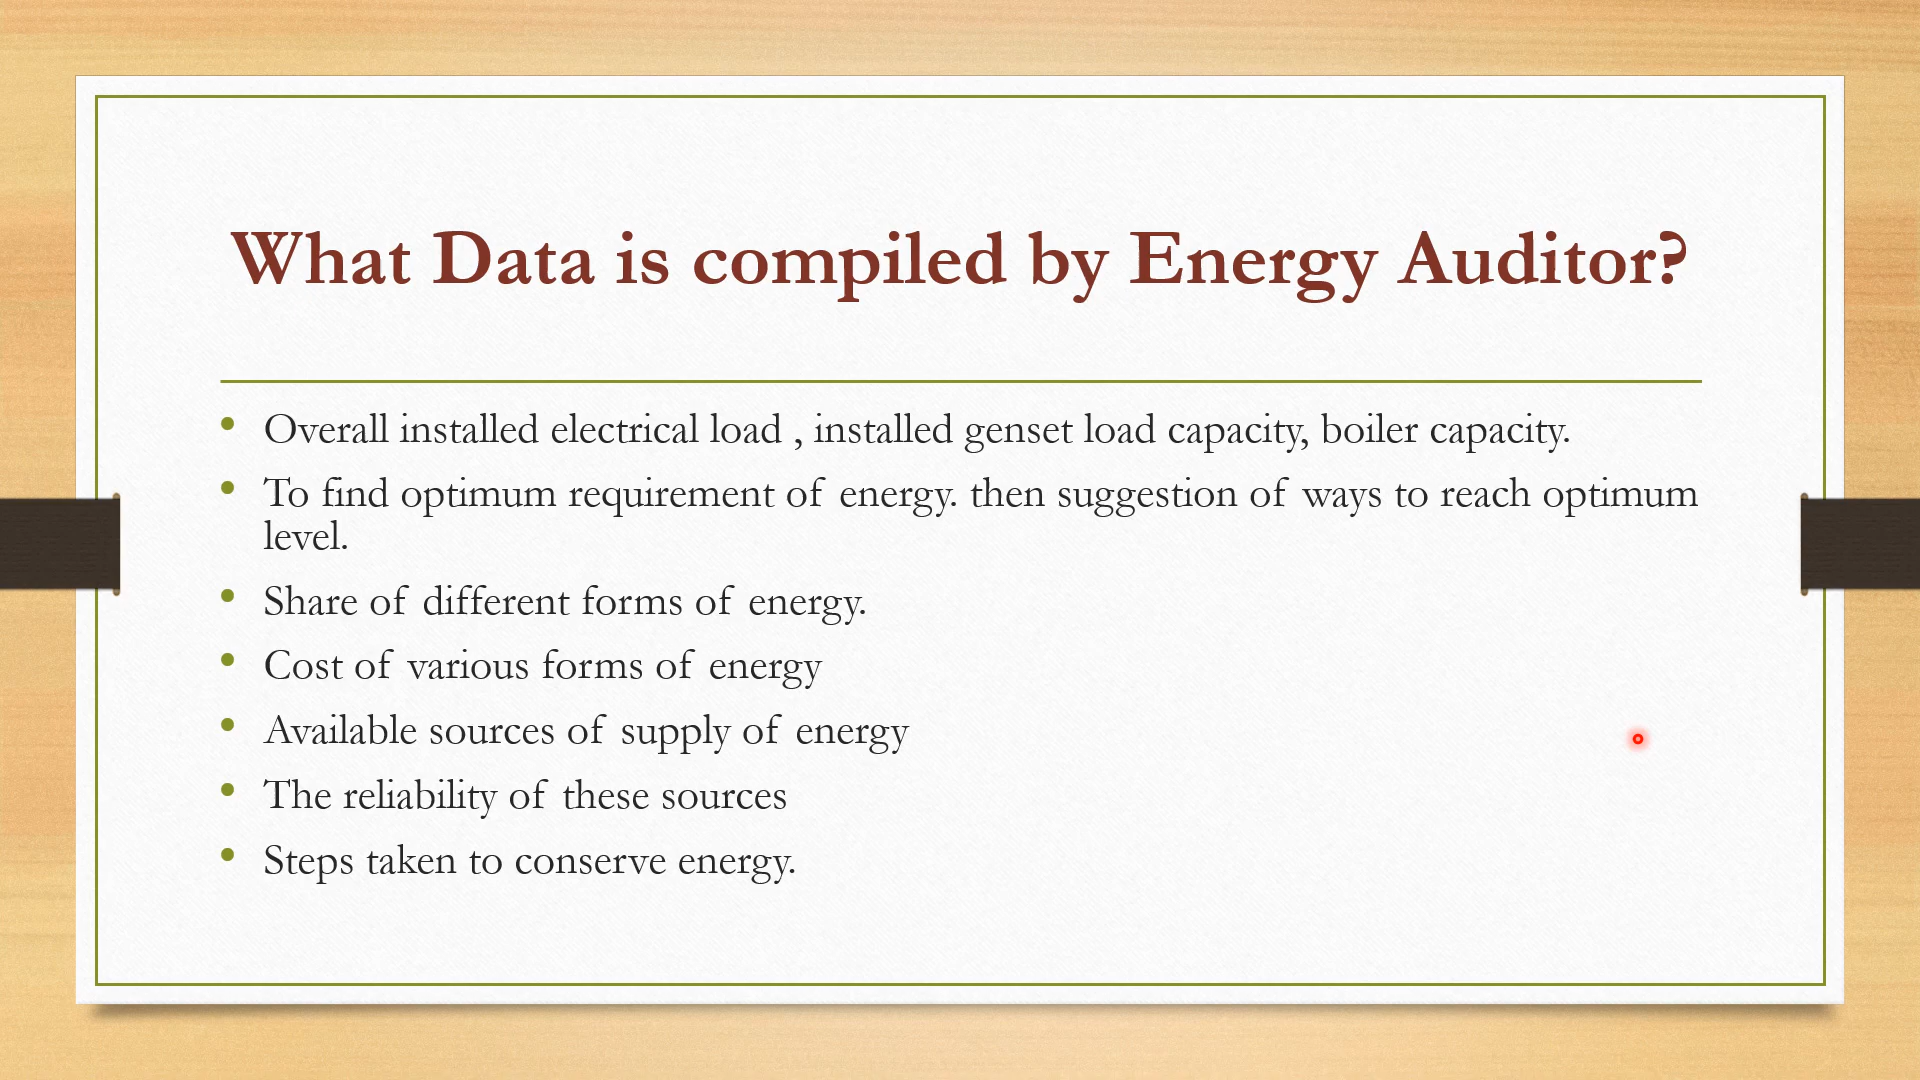 What Data is compiled by Energy Auditor?
• Overall installed electrical load , installed genset load capacity, boiler capacity.
• To find optimum requirement of energy. then suggestion of ways to reach optimum
level.
• Share of different forms of energy.
• Cost of various forms of energy
• Available sources of supply of energy
• The reliability of these sources
• Steps taken to conserve energy.